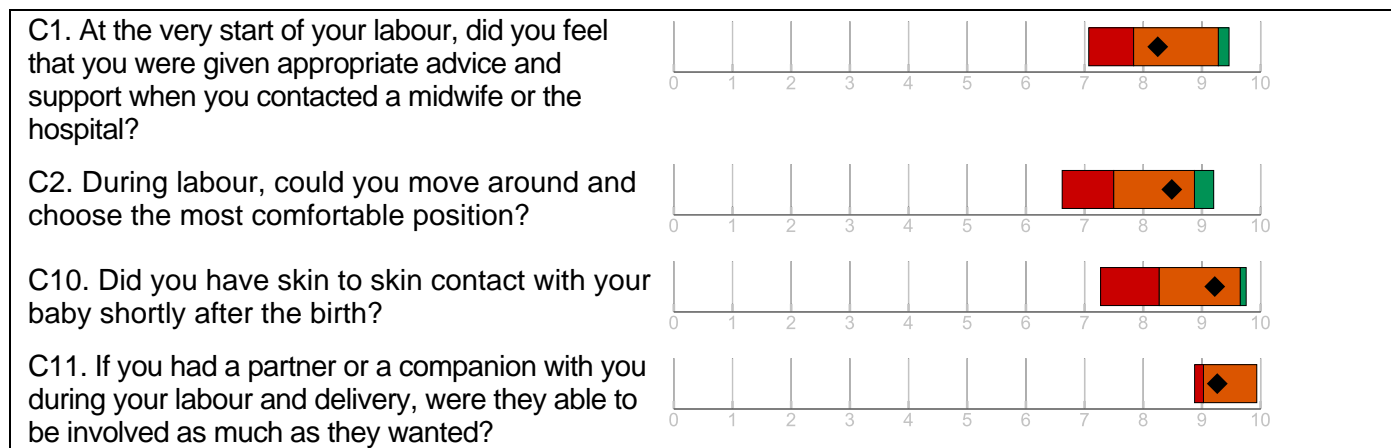 C1. At the very start of your labour, did you feel
that you were given appropriate advice and
support when you contacted a midwife or the
hospital?
0 1 2 3 4 5 6 7 8 9 10
C2. During labour, could you move around and
choose the most comfortable position?
0 1 2 3 4 5 6 7 8 9 10
C10. Did you have skin to skin contact with your
baby shortly after the birth?
0 1 2 3 4 5 6 7 8 9 10
C11. If you had a partner or a companion with you
during your labour and delivery, were they able to
be involved as much as they wanted?
0 1 2 3 4 5 6 7 8 9 10